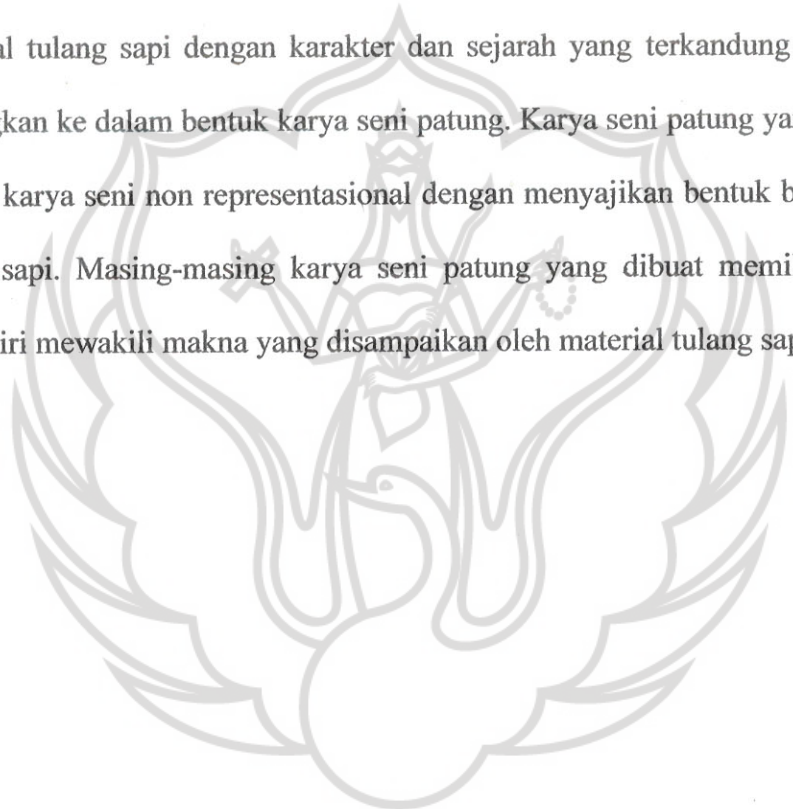 al tulang sapi dengan karakter dan sejarah yang terkandung
gkan ke dalam bentuk karya seni patung. Karya seni patung ya
karya seni non representasional dengan menyajikan bentuk b
sapi. Masing-masing karya seni patung yang dibuat memi
iri mewakili makna yang disampaikan oleh material tulang sap